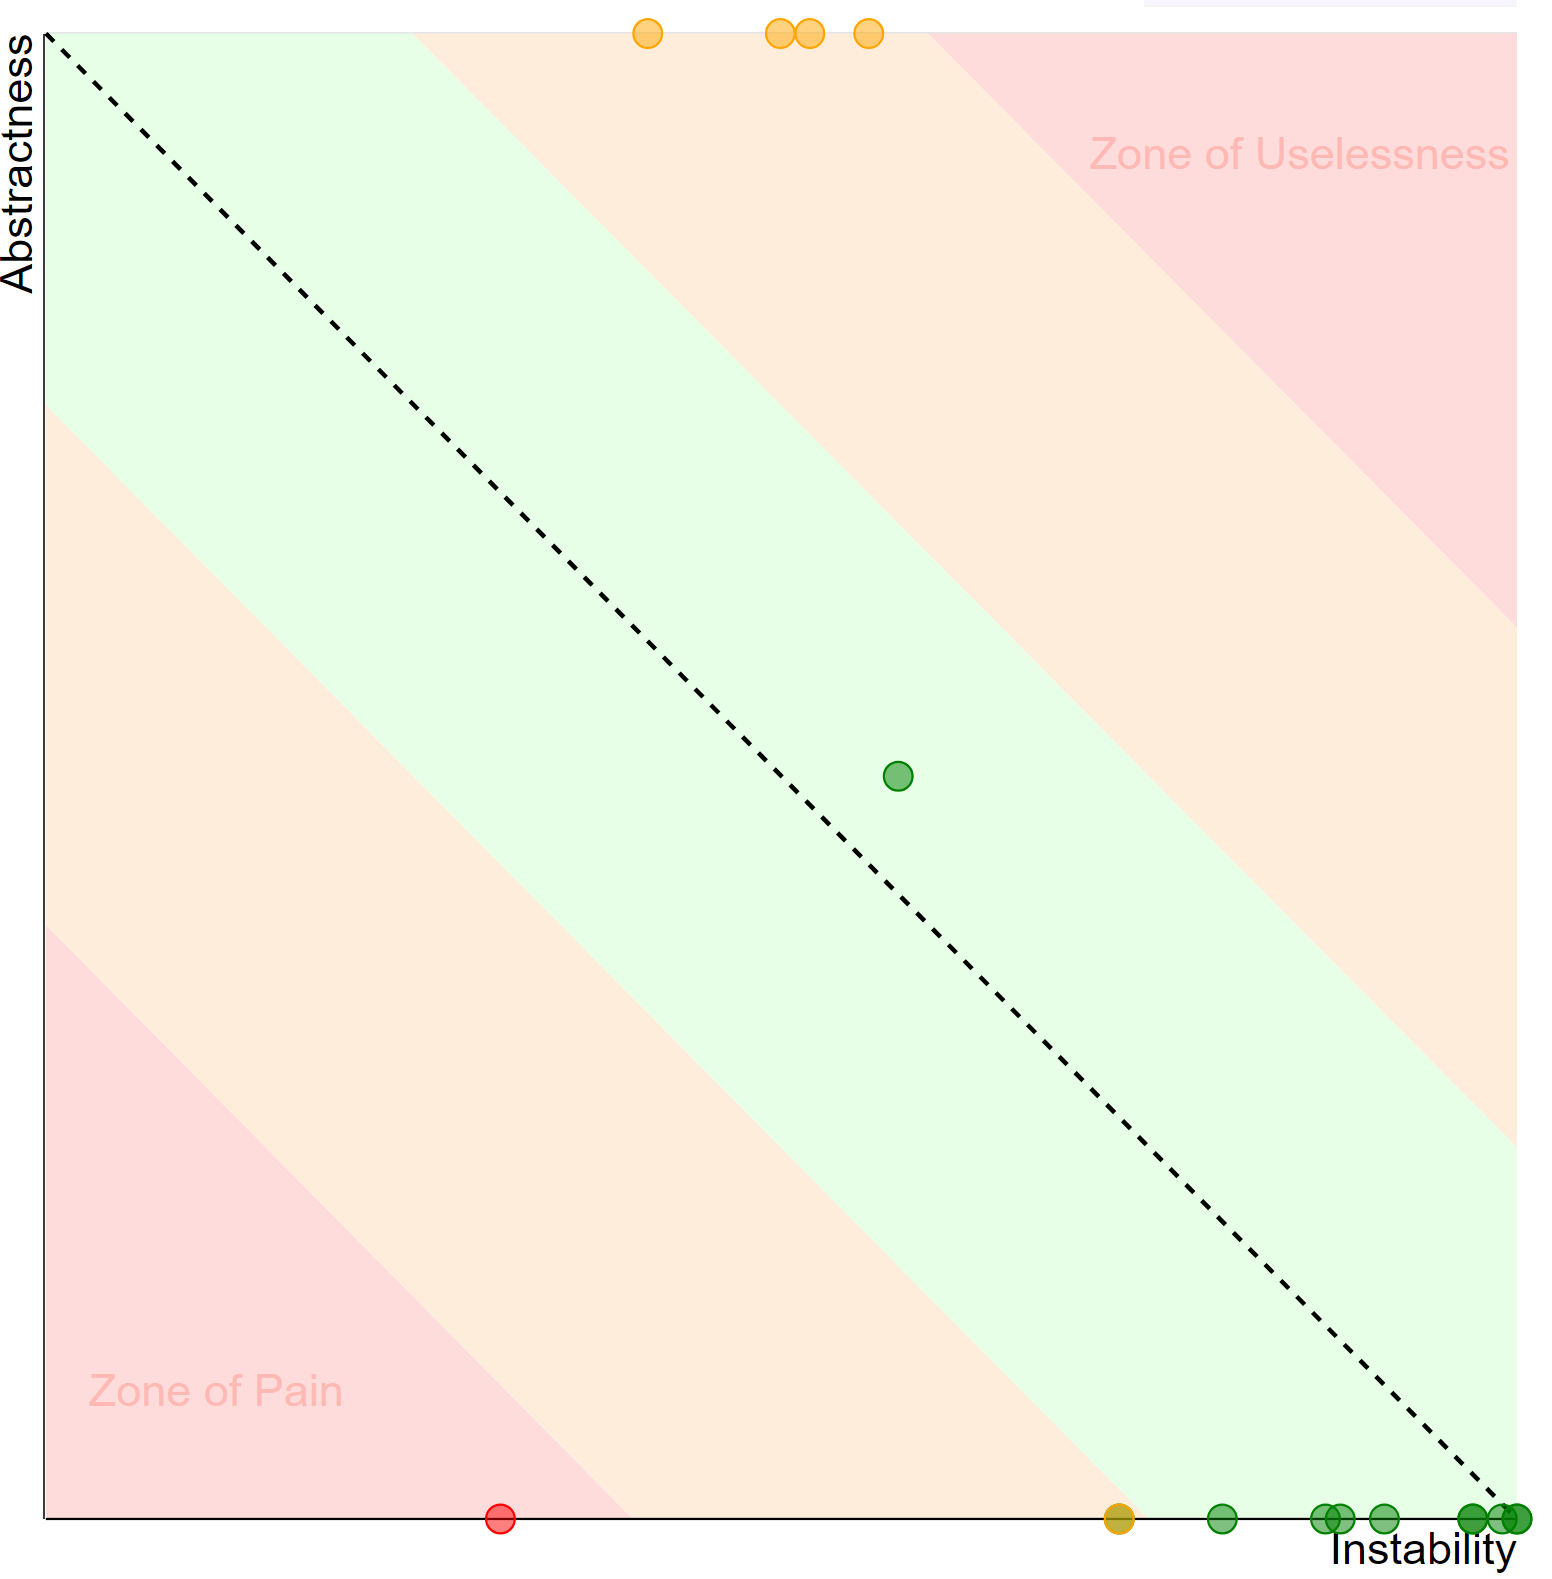 Abstractness
Zone of Uselessness
Zone of Pain
Instability